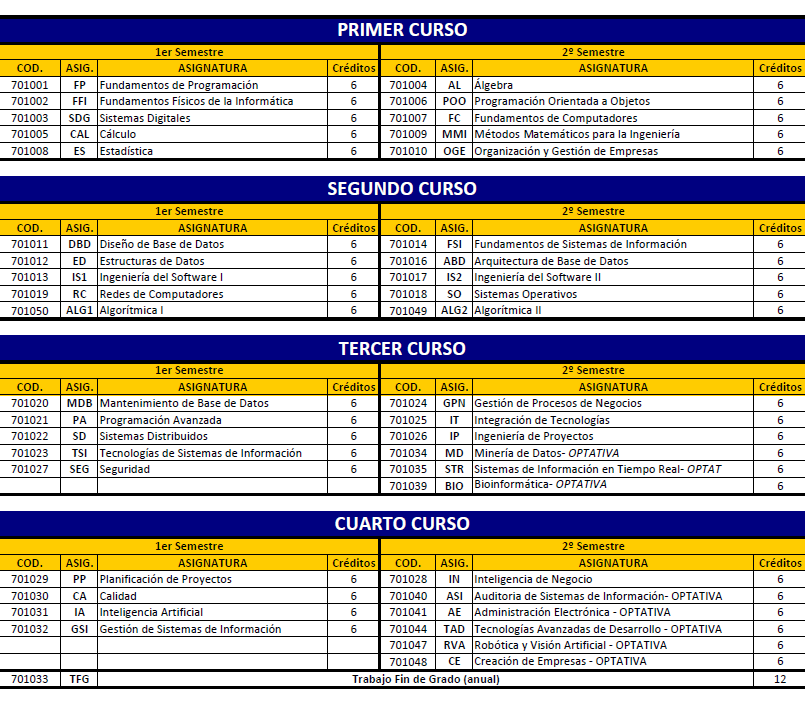 PRIMER CURSO
1er Semestre 2º Semestre
COD. ASIG. ASIGNATURA Créditos COD. ASIG. ASIGNATURA Créditos
701001 FP Fundamentos de Programación 6 701004 AL Álgebra 6
701002 FFI Fundamentos Físicos de la Informática 6 701006 POO Programación Orientada a Objetos 6
701003 SDG Sistemas Digitales 6 701007 FC Fundamentos de Computadores 6
701005 CAL Cálculo 6 701009 MMI Métodos Matemáticos para la Ingeniería 6
701008 ES Estadística 6 701010 OGE Organización y Gestión de Empresas 6
SEGUNDO CURSO
1er Semestre 2º Semestre
COD. ASIG. ASIGNATURA Créditos COD. ASIG. ASIGNATURA Créditos
701011 DBD Diseño de Base de Datos 6 701014 FSI Fundamentos de Sistemas de Información 6
701012 ED Estructuras de Datos 6 701016 ABD Arquitectura de Base de Datos 6
701013 IS1 Ingeniería del Software I 6 701017 IS2 Ingeniería del Software II 6
701019 RC Redes de Computadores 6 701018 SO Sistemas Operativos 6
701050 ALG1 Algorítmica I 6 701049 ALG2 Algorítmica II 6
TERCER CURSO
1er Semestre 2º Semestre
COD. ASIG. ASIGNATURA Créditos COD. ASIG. ASIGNATURA Créditos
701020 MDB Mantenimiento de Base de Datos 6 701024 GPN Gestión de Procesos de Negocios 6
701021 PA Programación Avanzada 6 701025 IT Integración de Tecnologías 6
701022 SD Sistemas Distribuidos 6 701026 IP Ingeniería de Proyectos 6
701023 TSI Tecnologías de Sistemas de Información 6 701034 MD Minería de Datos- OPTATIVA 6
701027 SEG Seguridad 6 701035 STR Sistemas de Información en Tiempo Real- OPTAT 6
701039 BIO Bioinformática- OPTATIVA 6
CUARTO CURSO
1er Semestre 2º Semestre
COD. ASIG. ASIGNATURA Créditos COD. ASIG. ASIGNATURA Créditos
701029 PP Planificación de Proyectos 6 701028 IN Inteligencia de Negocio 6
701030 CA Calidad 6 701040 ASI Auditoria de Sistemas de Información- OPTATIVA 6
701031 IA Inteligencia Artificial 6 701041 AE Administración Electrónica - OPTATIVA 6
701032 GSI Gestión de Sistemas de Información 6 701044 TAD Tecnologías Avanzadas de Desarrollo - OPTATIVA 6
701047 RVA Robótica y Visión Artificial - OPTATIVA 6
701048 CE Creación de Empresas - OPTATIVA 6
701033 TFG Trabajo Fin de Grado (anual) 12